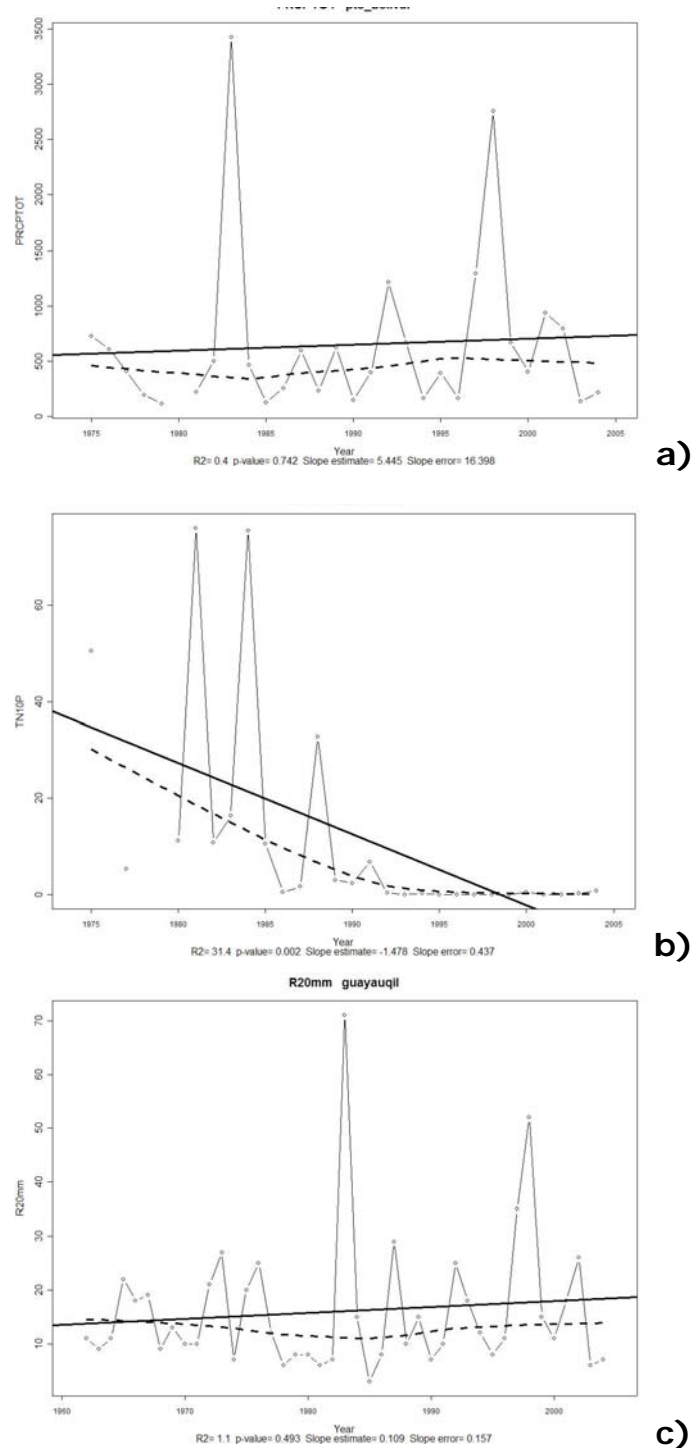 3500
3000
2500
2000
1500
1000
500
0
PRCPTOT
1975
1980
1985
1990
1995
2000
2005
Year
R2= 0.4 p-value= 0.742 Slope estimate= 5.445 Slope error= 16.398
a)
60
40
20
0
TN10P
1975
1980
1985
1990
1995
2000
2005
Year
R2= 31.4 p-value= 0.002 Slope estimate= -1.478 Slope error= 0.437
b)
R20mm guayauqil
70
60
50
40
30
20
10
R20mm
1960
1970
1980
1990
2000
Year
R2= 1.1 p-value= 0.493 Slope estimate= 0.109 Slope error= 0.157
c)